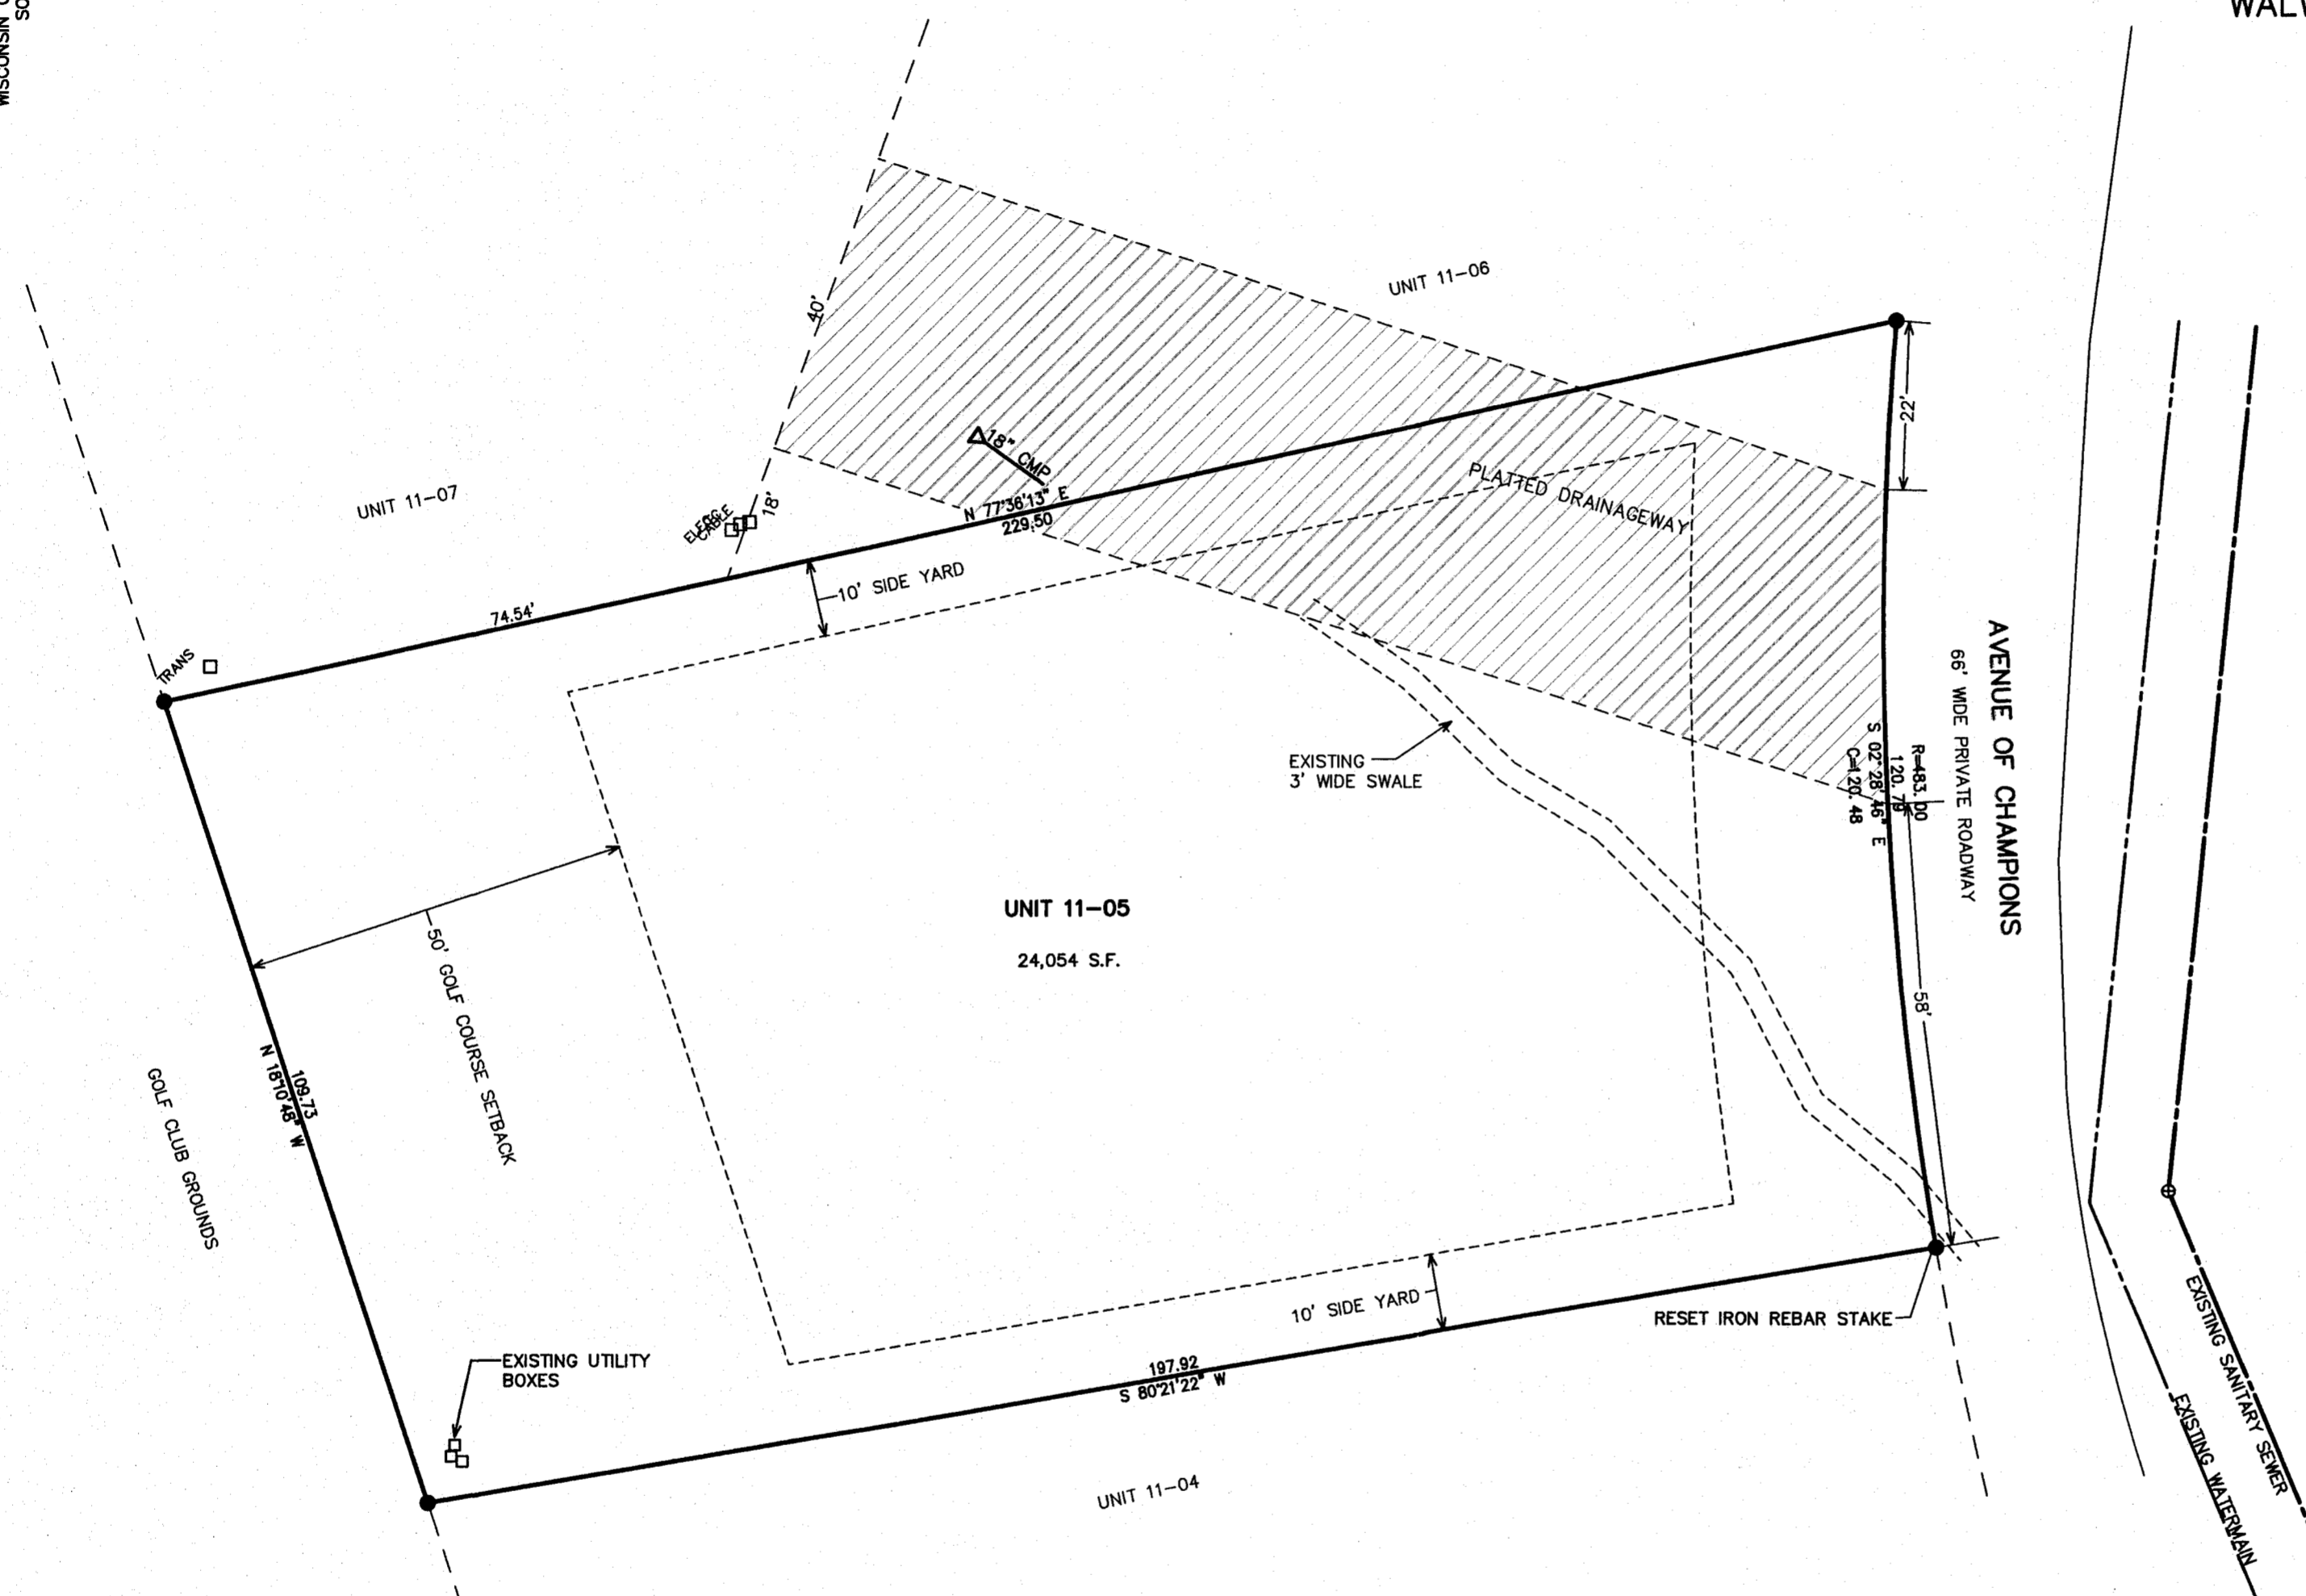 WISCONSIN
SO
WALW
UNIT 11-06
40'
22'
18" CMP
PLATTED DRAINAGEWAY
UNIT 11-07
ELEC
CABLE
18'
N 77°36'13" E
229.50
10' SIDE YARD
74.54'
TRANS
AVENUE OF CHAMPIONS
66' WIDE PRIVATE ROADWAY
R=483.00
120.79
S 02°28'46" E
C=120.48
EXISTING
3' WIDE SWALE
UNIT 11-05
24,054 S.F.
50' GOLF COURSE SETBACK
58'
109.73
N 18°10'48" W
GOLF CLUB GROUNDS
10' SIDE YARD
RESET IRON REBAR STAKE
EXISTING UTILITY
BOXES
197.92
S 80°21'22" W
UNIT 11-04
EXISTING SANITARY SEWER
EXISTING WATERMAIN